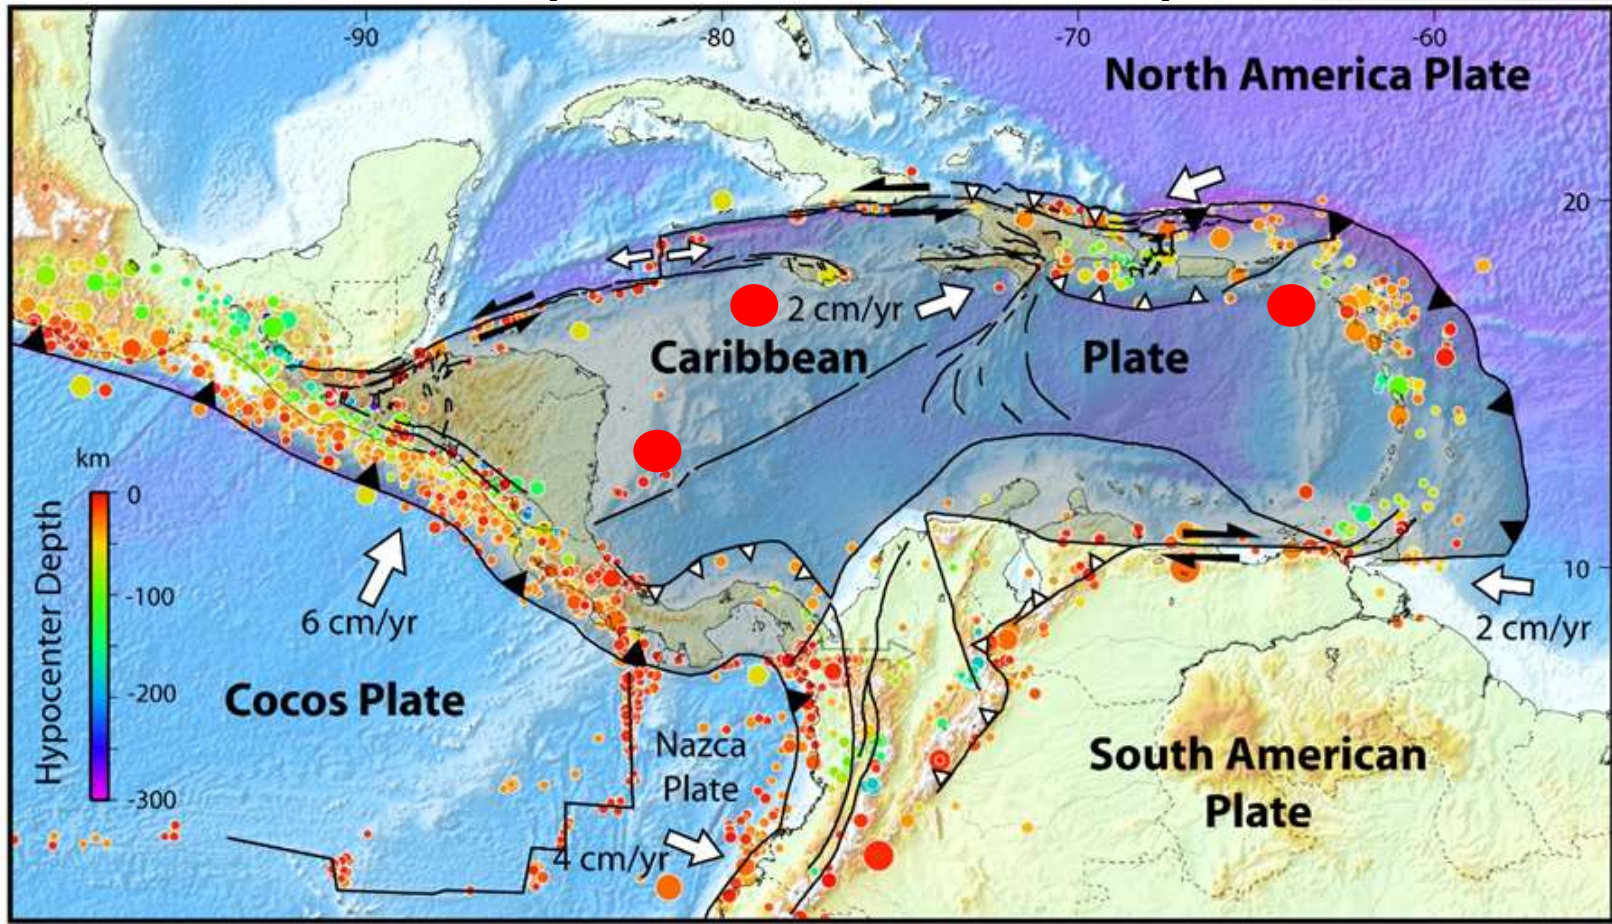 -90
-80
-70
-60
North America Plate
20
2 cm/yr
Caribbean
Plate
km
0
-100
-200
-300
Hypocenter Depth
6 cm/yr
10
2 cm/yr
Cocos Plate
Nazca
Plate
South American
Plate
4 cm/yr